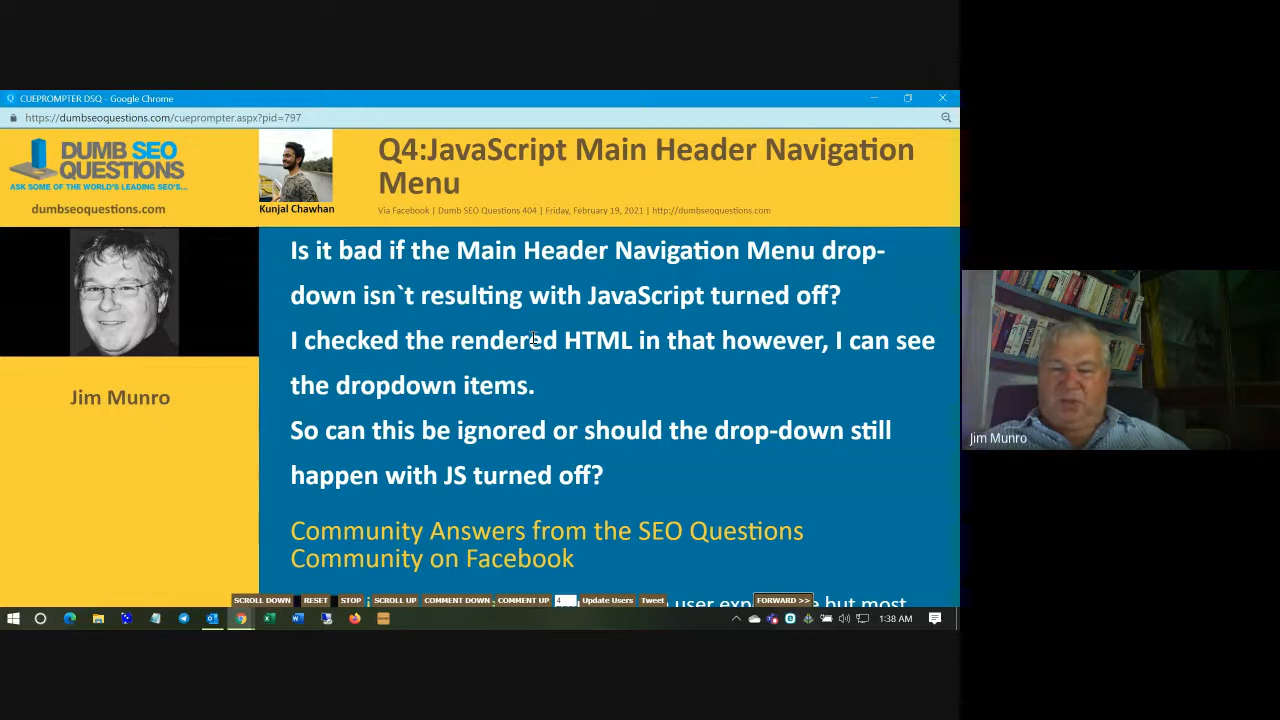 CUEPROMPTER DSQ - Google Chrome
https://dumbseoquestions.com/cueprompter.aspx?pid=797
DUMB SEO
QUESTIONS
ASK SOME OF THE WORLD'S LEADING SEO'S...
dumbseoquestions.com
Kunjal Chawhan
Q4:JavaScript Main Header Navigation
Menu
Via Facebook | Dumb SEO Questions 404 | Friday, February 19, 2021 | http://dumbseoquestions.com
Jim Munro
Is it bad if the Main Header Navigation Menu drop-
down isn`t resulting with JavaScript turned off?
I checked the rendered HTML in that however, I can see
the dropdown items.
So can this be ignored or should the drop-down still
happen with JS turned off?
Community Answers from the SEO Questions
Community on Facebook
user but most
SCROLL DOWN RESET STOP SCROLL UP COMMENT DOWN COMMENT UP 4 Update Users Tweet FORWARD >>
1:38 AM
Jim Munro